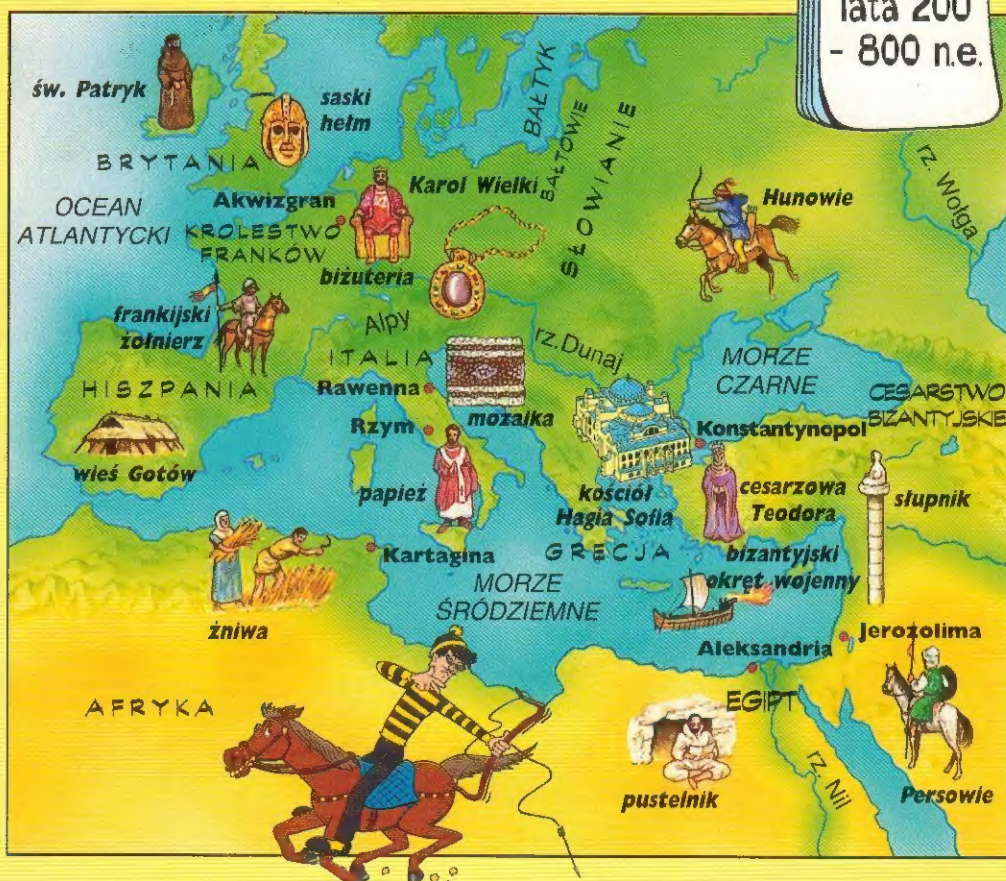 lata 200
- 800 n.e.
św. Patryk
saski
hełm
BAŁTYK
BAŁTOWIE
SŁOWIANIE
rz. Wołga
BRYTANIA
OCEAN
ATLANTYCKI
Akwizgran
KRÓLESTWO
FRANKÓW
Karol Wielki
biżuteria
Hunowie
frankijski
żołnierz
Alpy
ITALIA
rz. Dunaj
MORZE
CZARNE
CESARSTWO
BIZANTYJSKIE
HISZPANIA
Rawenna
mozaika
Rzym
Konstantynopol
wieś Gotów
papież
kościół
Hagia Sofia
cesarzowa
Teodora
słupnik
Kartagina
GRECJA
bizantyjski
okręt wojenny
MORZE
ŚRÓDZIEMNE
żniwa
Aleksandria
Jerozolima
AFRYKA
EGIPT
pustelnik
rz. Nil
Persowie